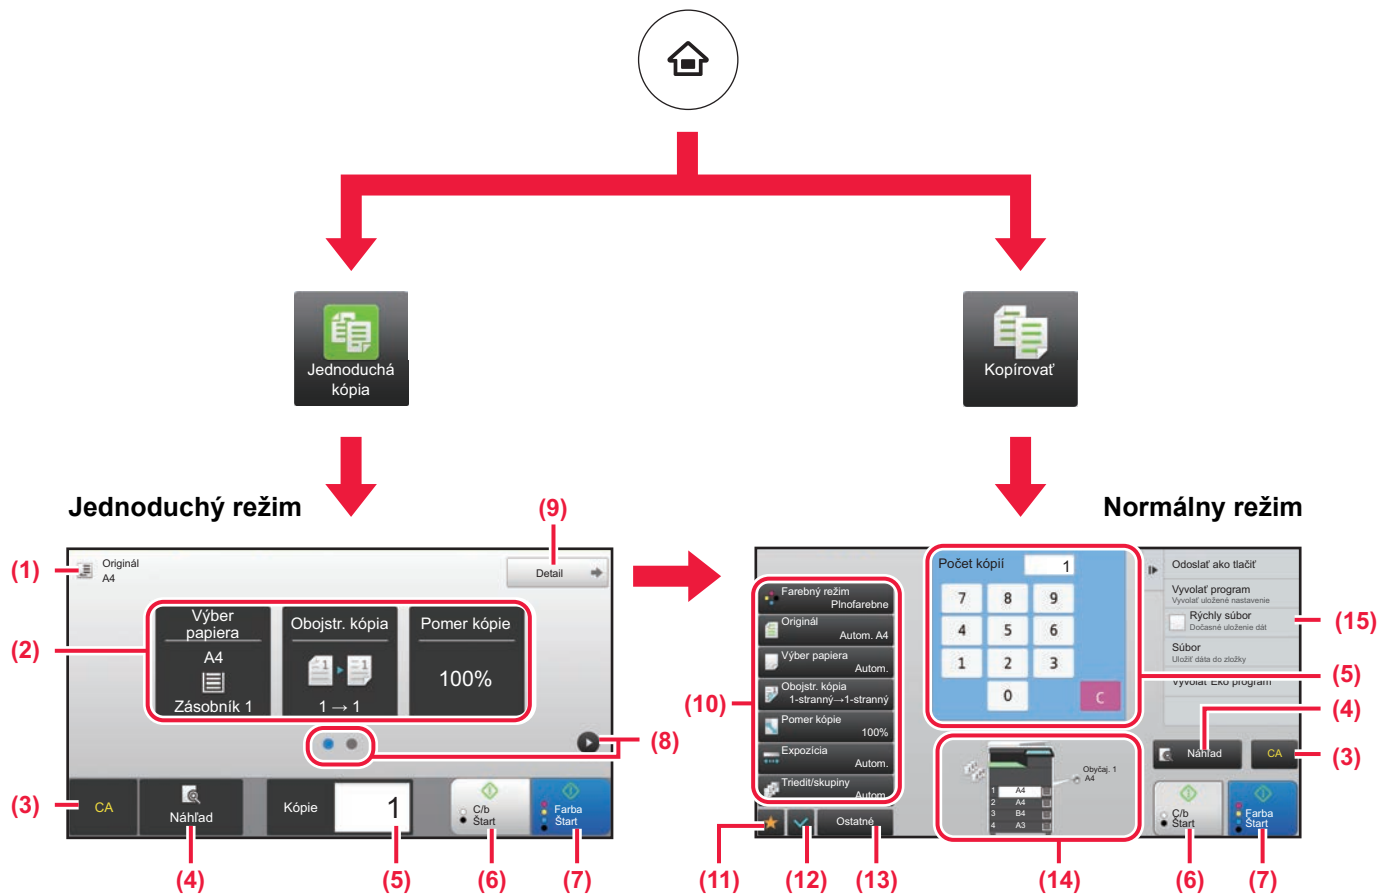 Jednoduchá
kópia
Kopírovať
Jednoduchý režim
Normálny režim
(9)
(1)
Originál
A4
Detail
(2)
Výber
papiera
A4
Zásobník 1
Obojstr. kópia
1
1
1 → 1
Pomer kópie
100%
(8)
(3)
CA
Náhľad
Kópie
1
C/b
Štart
Farba
Štart
(4)
(5)
(6)
(7)
(10)
Farebný režim
Plnofarebne
Originál
Autom. A4
Výber papiera
Autom.
Obojstr. kópia
1-stranný→1-stranný
Pomer kópie
100%
Expozícia
Autom.
Triediť/skupiny
Autom.
Ostatné
Počet kópií
1
7 8 9
4 5 6
1 2 3
0 C
Obyčaj. 1
A4
1 A4
2 A4
3 B4
4 A3
Odoslať ako tlačiť
Vyvolať program
Vyvolať uložené nastavenie
Rýchly súbor
Dočasné uloženie dát
Súbor
Uložiť dáta do zložky
Vyvolať Eko program
Náhľad
CA
C/b
Štart
Farba
Štart
(15)
(5)
(4)
(3)
(11)
(12)
(13)
(14)
(6)
(7)